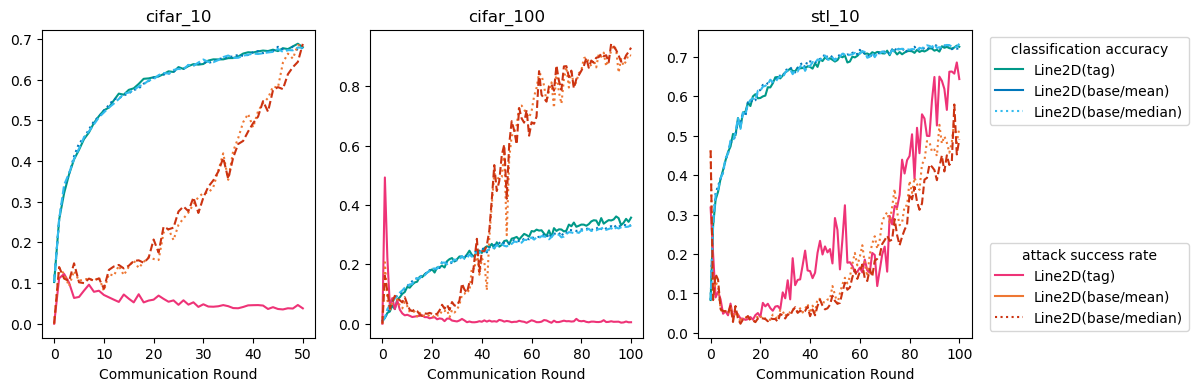 cifar_10
cifar_100
stl_10
0.7
0.6
0.5
0.4
0.3
0.2
0.1
0.0
0 10 20 30 40 50
Communication Round
0.8
0.6
0.4
0.2
0.0
0 20 40 60 80 100
Communication Round
0.7
0.6
0.5
0.4
0.3
0.2
0.1
0.0
0 20 40 60 80 100
Communication Round
classification accuracy
Line2D(tag)
Line2D(base/mean)
Line2D(base/median)
attack success rate
Line2D(tag)
Line2D(base/mean)
Line2D(base/median)